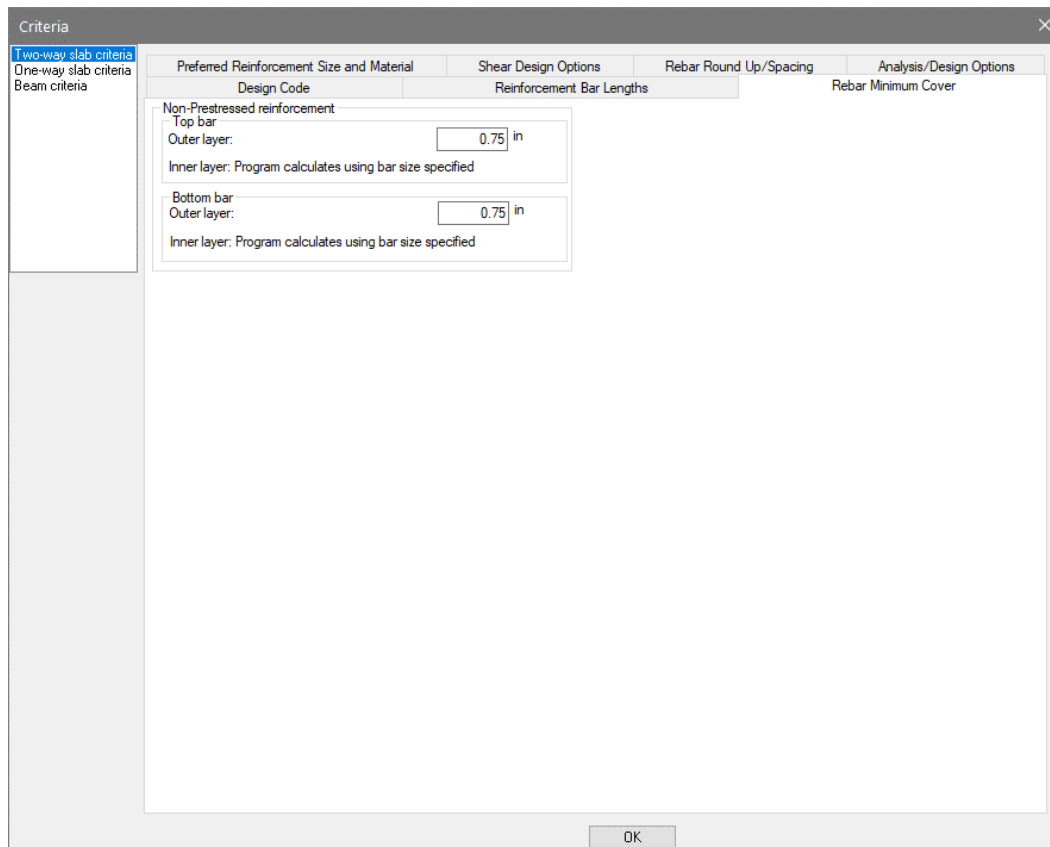 Criteria
Two-way slab criteria
One-way slab criteria
Beam criteria
Preferred Reinforcement Size and Material
Shear Design Options
Rebar Round Up/Spacing
Analysis/Design Options
Design Code
Reinforcement Bar Lengths
Rebar Minimum Cover
Non-Prestressed reinforcement
Top bar
Outer layer: 0.75 in
Inner layer: Program calculates using bar size specified
Bottom bar
Outer layer: 0.75 in
Inner layer: Program calculates using bar size specified
OK